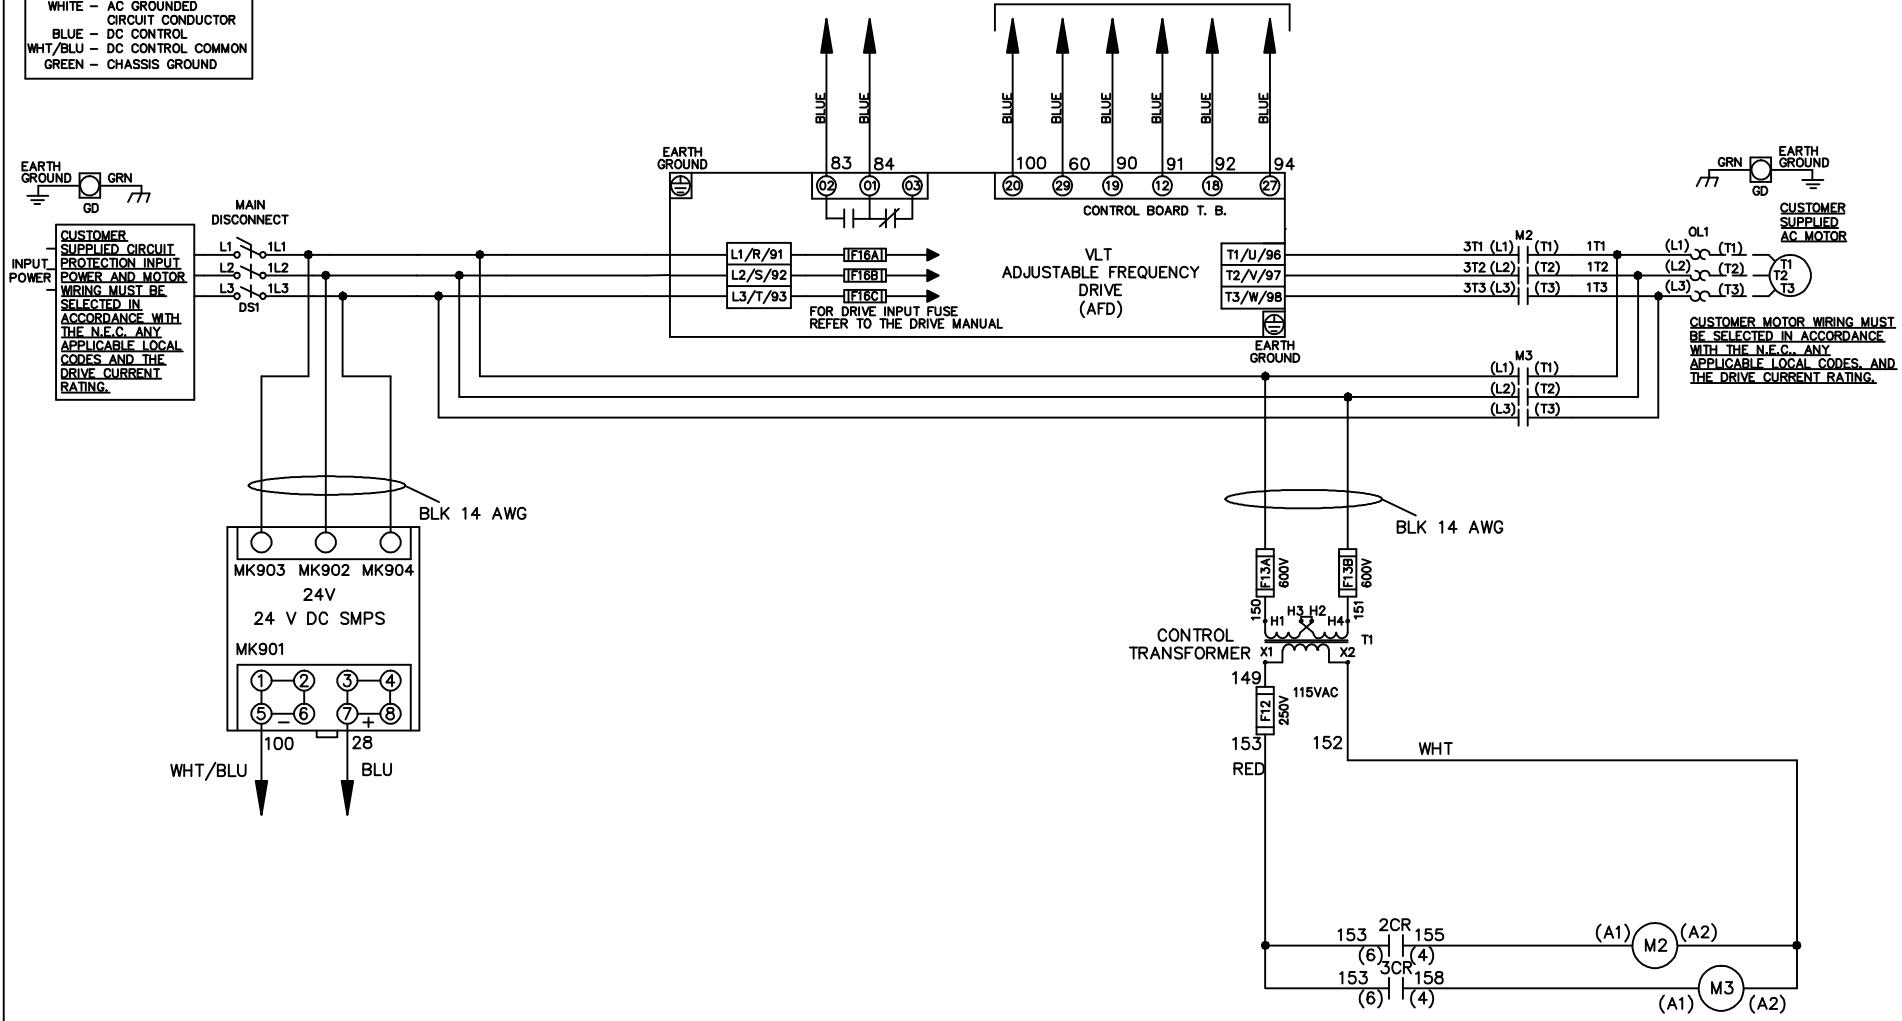 WHITE – AC GROUNDED
CIRCUIT CONDUCTOR
BLUE – DC CONTROL
WHT/BLU – DC CONTROL COMMON
GREEN – CHASSIS GROUND
BLUE
BLUE
BLUE
BLUE
BLUE
BLUE
BLUE
BLUE
EARTH
GROUND
GRN
GD
EARTH
GROUND
83
84
100
60
90
91
92
94
02
01
03
20
29
19
12
18
27
CONTROL BOARD T. B.
GRN
EARTH
GROUND
GD
MAIN
DISCONNECT
CUSTOMER
SUPPLIED
AC MOTOR
INPUT
POWER
CUSTOMER
SUPPLIED CIRCUIT
PROTECTION INPUT
POWER AND MOTOR
WIRING MUST BE
SELECTED IN
ACCORDANCE WITH
THE N.E.C. ANY
APPLICABLE LOCAL
CODES AND THE
DRIVE CURRENT
RATING.
L1
1L1
L2
1L2
L3
1L3
DS1
L1/R/91
L2/S/92
L3/T/93
F16A
F16B
F16C
FOR DRIVE INPUT FUSE
REFER TO THE DRIVE MANUAL
VLT
ADJUSTABLE FREQUENCY
DRIVE
(AFD)
T1/U/96
T2/V/97
T3/W/98
EARTH
GROUND
M2
3T1 (L1) (T1) 1T1
3T2 (L2) (T2) 1T2
3T3 (L3) (T3) 1T3
OL1
(L1) (T1)
(L2) (T2)
(L3) (T3)
T1
T2
T3
CUSTOMER MOTOR WIRING MUST
BE SELECTED IN ACCORDANCE
WITH THE N.E.C., ANY
APPLICABLE LOCAL CODES, AND
THE DRIVE CURRENT RATING.
M3
(L1) (T1)
(L2) (T2)
(L3) (T3)
BLK 14 AWG
BLK 14 AWG
MK903 MK902 MK904
24V
24 V DC SMPS
MK901
1
2
3
4
5
6
7
8
–
+
100
28
WHT/BLU
BLU
F13A
600V
F13B
600V
150
151
H1
H3 H2
H4
CONTROL
TRANSFORMER
X1
X2
T1
149
115VAC
F12
250V
153
152
RED
WHT
2CR
153
155
(6)
(4)
(A1)
M2
(A2)
3CR
153
158
(6)
(4)
(A1)
M3
(A2)